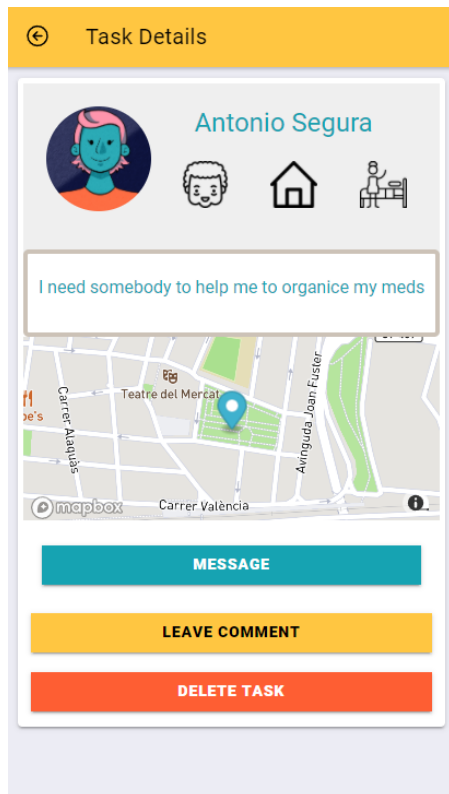 Task Details
Antonio Segura
I need somebody to help me to organice my meds
Teatre del Mercat
Carrer Alaquàs
Avinguda Joan Fuster
Carrer València
mapbox
MESSAGE
LEAVE COMMENT
DELETE TASK